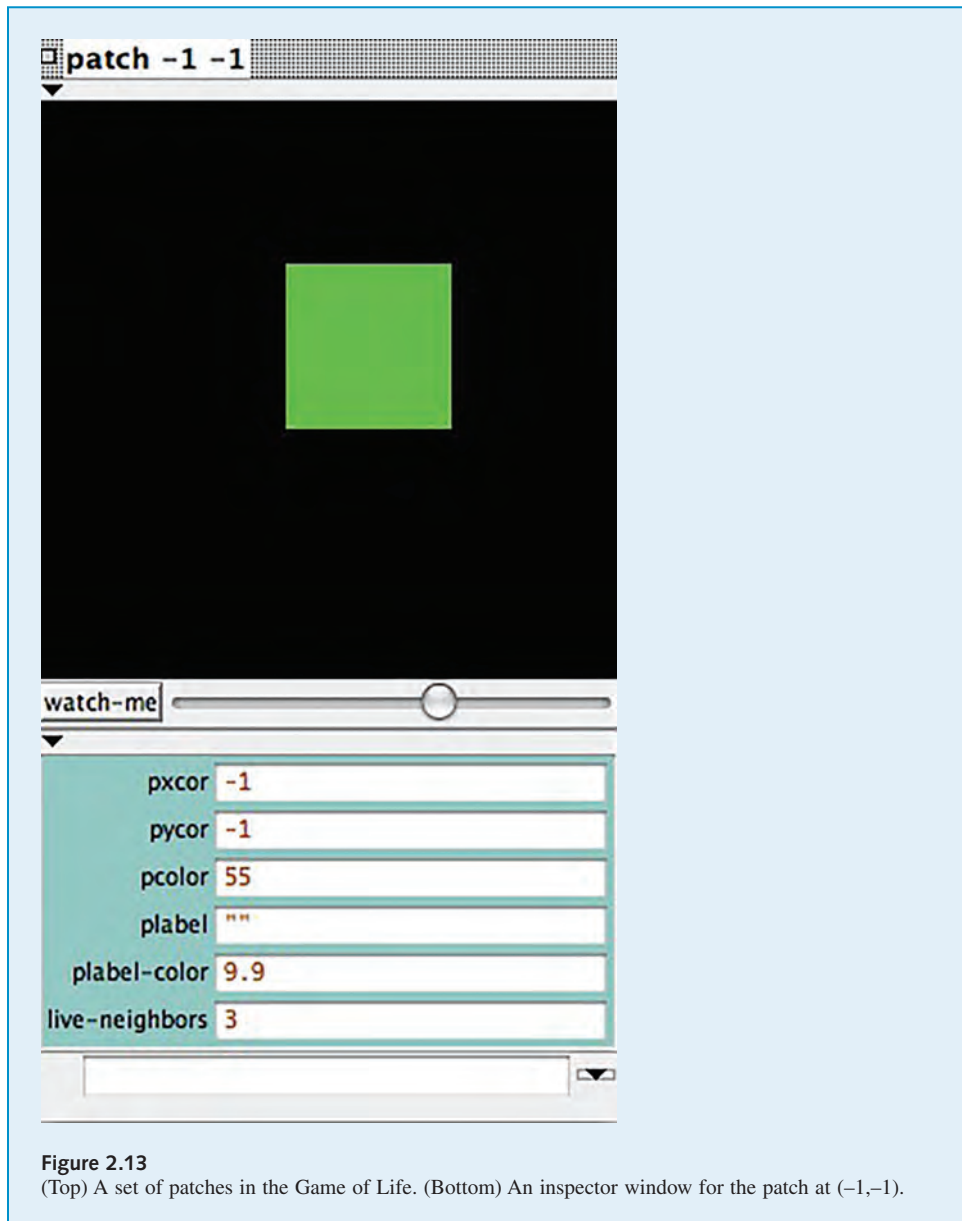 patch -1 -1
watch-me
pxcor -1
pycor -1
pcolor 55
plabel ""
plabel-color 9.9
live-neighbors 3
Figure 2.13
(Top) A set of patches in the Game of Life. (Bottom) An inspector window for the patch at (–1,–1).